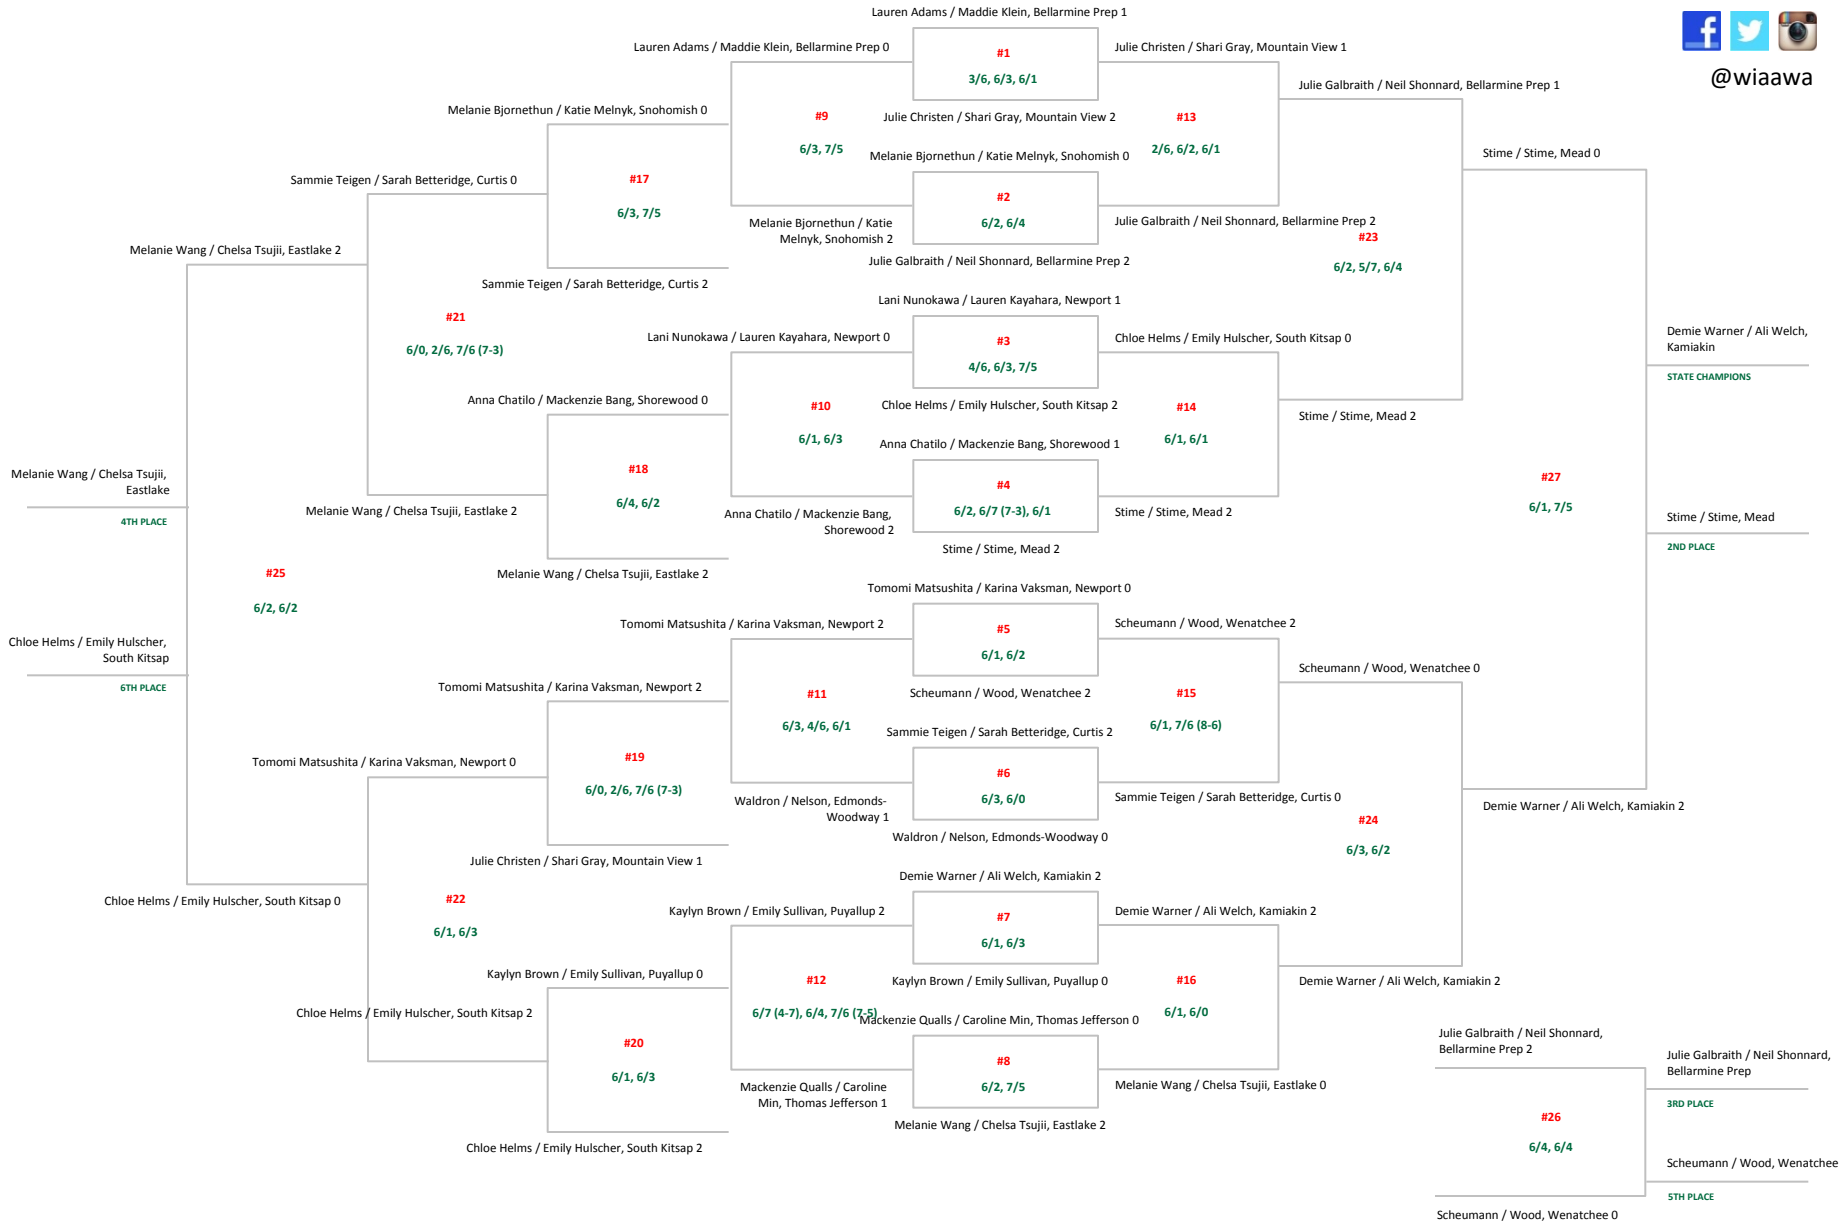 Lauren Adams / Maddie Klein, Bellarmine Prep 1
Lauren Adams / Maddie Klein, Bellarmine Prep 0
#1
Julie Christen / Shari Gray, Mountain View 1
3/6, 6/3, 6/1
@wiaawa
Julie Galbraith / Neil Shonnard, Bellarmine Prep 1
Melanie Bjornethun / Katie Melnyk, Snohomish 0
#9
Julie Christen / Shari Gray, Mountain View 2
#13
6/3, 7/5
2/6, 6/2, 6/1
Melanie Bjornethun / Katie Melnyk, Snohomish 0
Stime / Stime, Mead 0
Sammie Teigen / Sarah Betteridge, Curtis 0
#17
#2
6/3, 7/5
Melanie Bjornethun / Katie
Melnyk, Snohomish 2
6/2, 6/4
Julie Galbraith / Neil Shonnard, Bellarmine Prep 2
#23
Melanie Wang / Chelsa Tsujii, Eastlake 2
Julie Galbraith / Neil Shonnard, Bellarmine Prep 2
6/2, 5/7, 6/4
Sammie Teigen / Sarah Betteridge, Curtis 2
Lani Nunokawa / Lauren Kayahara, Newport 1
#21
Lani Nunokawa / Lauren Kayahara, Newport 0
#3
Chloe Helms / Emily Hulscher, South Kitsap 0
Demie Warner / Ali Welch,
Kamiakin
6/0, 2/6, 7/6 (7-3)
4/6, 6/3, 7/5
STATE CHAMPIONS
Anna Chatilo / Mackenzie Bang, Shorewood 0
#10
Chloe Helms / Emily Hulscher, South Kitsap 2
#14
Stime / Stime, Mead 2
6/1, 6/3
Anna Chatilo / Mackenzie Bang, Shorewood 1
6/1, 6/1
Melanie Wang / Chelsa Tsujii,
Eastlake
#18
#4
#27
4TH PLACE
Melanie Wang / Chelsa Tsujii, Eastlake 2
6/4, 6/2
Anna Chatilo / Mackenzie Bang,
Shorewood 2
6/2, 6/7 (7-3), 6/1
Stime / Stime, Mead 2
6/1, 7/5
Stime / Stime, Mead
2ND PLACE
Stime / Stime, Mead 2
#25
Melanie Wang / Chelsa Tsujii, Eastlake 2
6/2, 6/2
Tomomi Matsushita / Karina Vaksman, Newport 0
Tomomi Matsushita / Karina Vaksman, Newport 2
#5
Scheumann / Wood, Wenatchee 2
Chloe Helms / Emily Hulscher,
South Kitsap
6TH PLACE
6/1, 6/2
Scheumann / Wood, Wenatchee 0
Tomomi Matsushita / Karina Vaksman, Newport 2
#11
Scheumann / Wood, Wenatchee 2
#15
6/3, 4/6, 6/1
Sammie Teigen / Sarah Betteridge, Curtis 2
6/1, 7/6 (8-6)
Tomomi Matsushita / Karina Vaksman, Newport 0
#19
#6
6/0, 2/6, 7/6 (7-3)
Waldron / Nelson, Edmonds-
Woodway 1
6/3, 6/0
Sammie Teigen / Sarah Betteridge, Curtis 0
Demie Warner / Ali Welch, Kamiakin 2
#24
Waldron / Nelson, Edmonds-Woodway 0
6/3, 6/2
Julie Christen / Shari Gray, Mountain View 1
Demie Warner / Ali Welch, Kamiakin 2
Chloe Helms / Emily Hulscher, South Kitsap 0
#22
Kaylyn Brown / Emily Sullivan, Puyallup 2
#7
Demie Warner / Ali Welch, Kamiakin 2
6/1, 6/3
6/1, 6/3
Kaylyn Brown / Emily Sullivan, Puyallup 0
#12
Kaylyn Brown / Emily Sullivan, Puyallup 0
#16
Demie Warner / Ali Welch, Kamiakin 2
Chloe Helms / Emily Hulscher, South Kitsap 2
6/7 (4-7), 6/4, 7/6 (7-5)
Mackenzie Qualls / Caroline Min, Thomas Jefferson 0
6/1, 6/0
Julie Galbraith / Neil Shonnard,
Bellarmine Prep 2
#20
#8
Julie Galbraith / Neil Shonnard,
Bellarmine Prep
3RD PLACE
6/1, 6/3
Mackenzie Qualls / Caroline
Min, Thomas Jefferson 1
6/2, 7/5
Melanie Wang / Chelsa Tsujii, Eastlake 0
Melanie Wang / Chelsa Tsujii, Eastlake 2
#26
Chloe Helms / Emily Hulscher, South Kitsap 2
6/4, 6/4
Scheumann / Wood, Wenatchee
5TH PLACE
Scheumann / Wood, Wenatchee 0